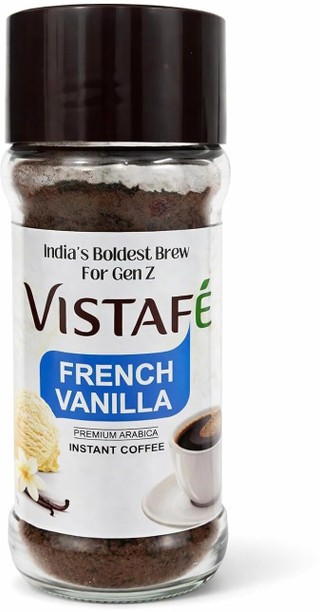 India's Boldest Brew
For Gen Z
VISTAFÉ
FRENCH
VANILLA
PREMIUM ARABICA
INSTANT COFFEE